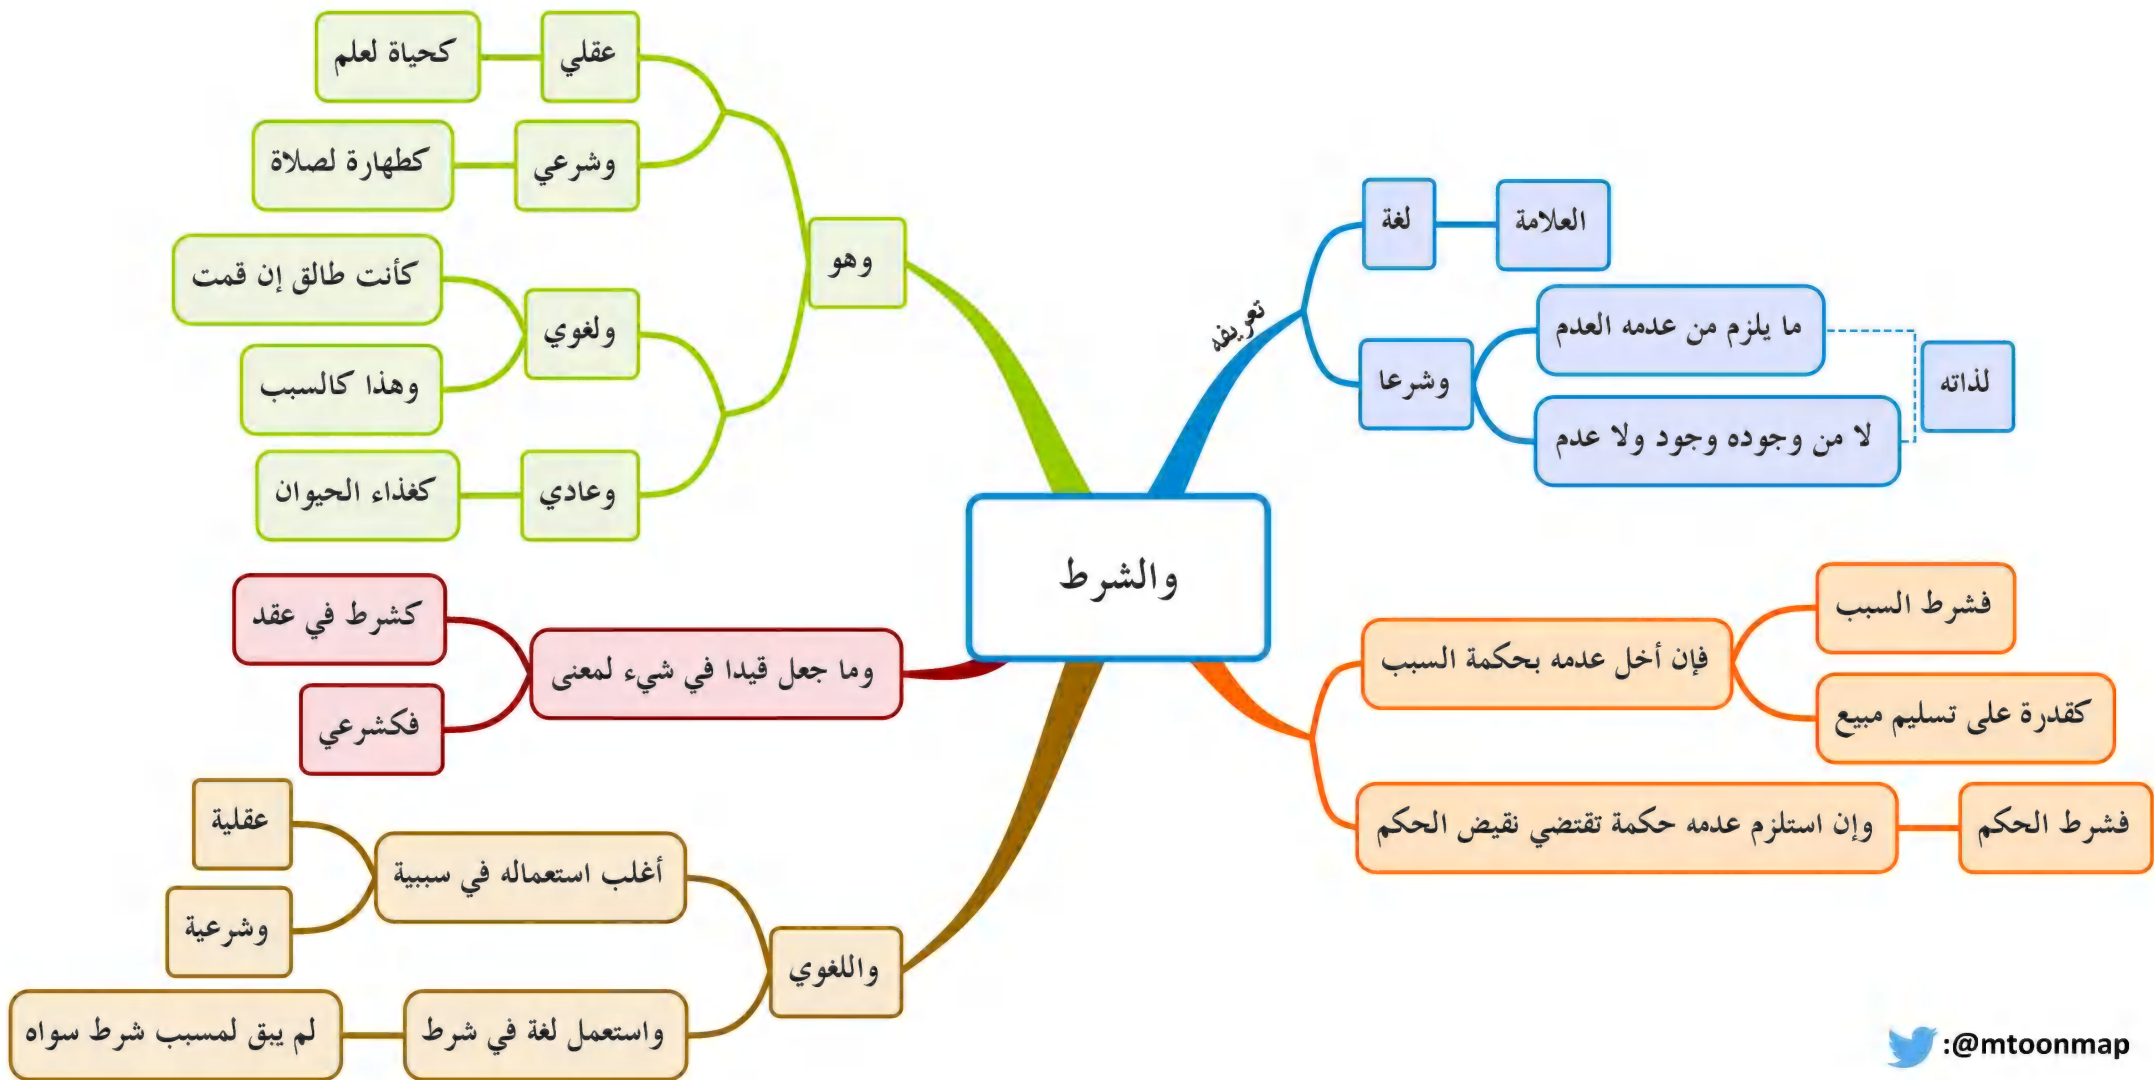 والشرط
تعريفه
لغة
العلامة
وشرعا
ما يلزم من عدمه العدم
لا من وجوده وجود ولا عدم
لذاته
فإن أخل عدمه بحكمة السبب
فشرط السبب
كقدرة على تسليم مبيع
وإن استلزم عدمه حكمة تقتضي نقيض الحكم
فشرط الحكم
وهو
عقلي
كحياة لعلم
وشرعي
كطهارة لصلاة
ولغوي
كأنت طالق إن قمت
وهذا كالسبب
وعادي
كغذاء الحيوان
وما جعل قيدا في شيء لمعنى
كشرط في عقد
فكشرعي
واللغوي
أغلب استعماله في سببية
عقلية
وشرعية
واستعمل لغة في شرط
لم يبق لمسبب شرط سواه
:@mtoonmap